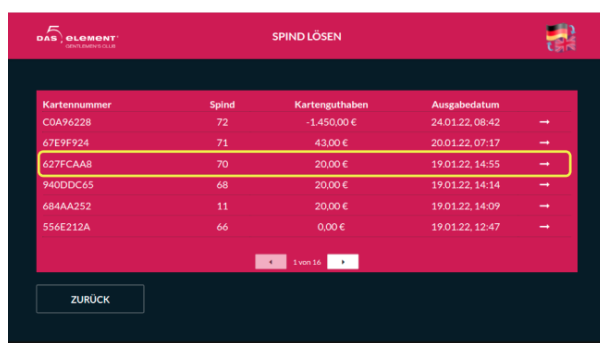 DAS 5. ELEMENT
GENTLEMEN'S CLUB
SPIND LÖSEN
Kartennummer Spind Kartenguthaben Ausgabedatum
C0A96228 72 -1.450,00 € 24.01.22, 08:42 →
67E9F924 71 43,00 € 20.01.22, 07:17 →
627FCAA8 70 20,00 € 19.01.22, 14:55 →
940DDC65 68 20,00 € 19.01.22, 14:14 →
684AA252 11 20,00 € 19.01.22, 14:09 →
556E212A 66 0,00 € 19.01.22, 12:47 →
1 von 16
ZURÜCK